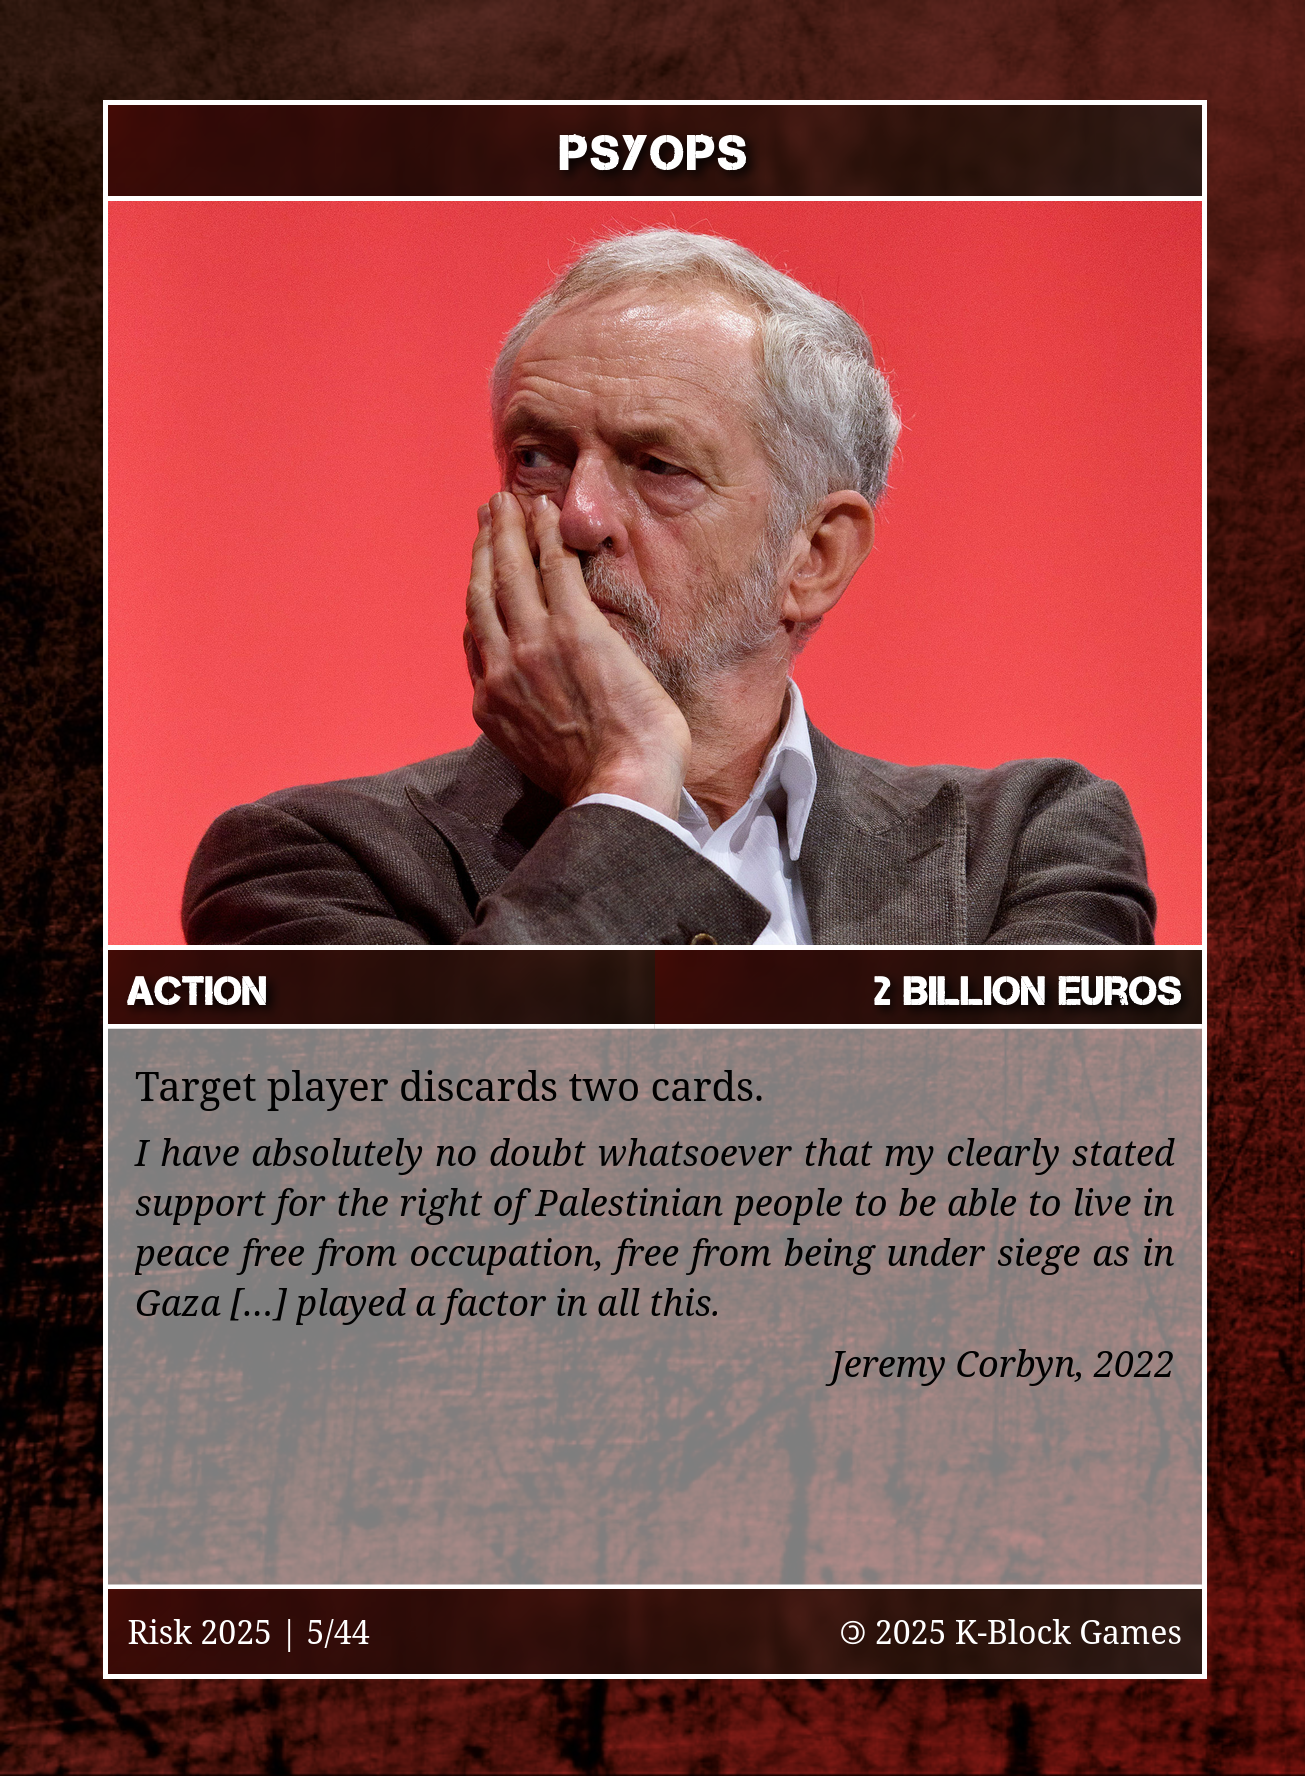 PSYOPS
ACTION
2 BILLION EUROS
Target player discards two cards.
I have absolutely no doubt whatsoever that my clearly stated
support for the right of Palestinian people to be able to live in
peace free from occupation, free from being under siege as in
Gaza [...] played a factor in all this.
Jeremy Corbyn, 2022
Risk 2025 | 5/44
🄯 2025 K-Block Games